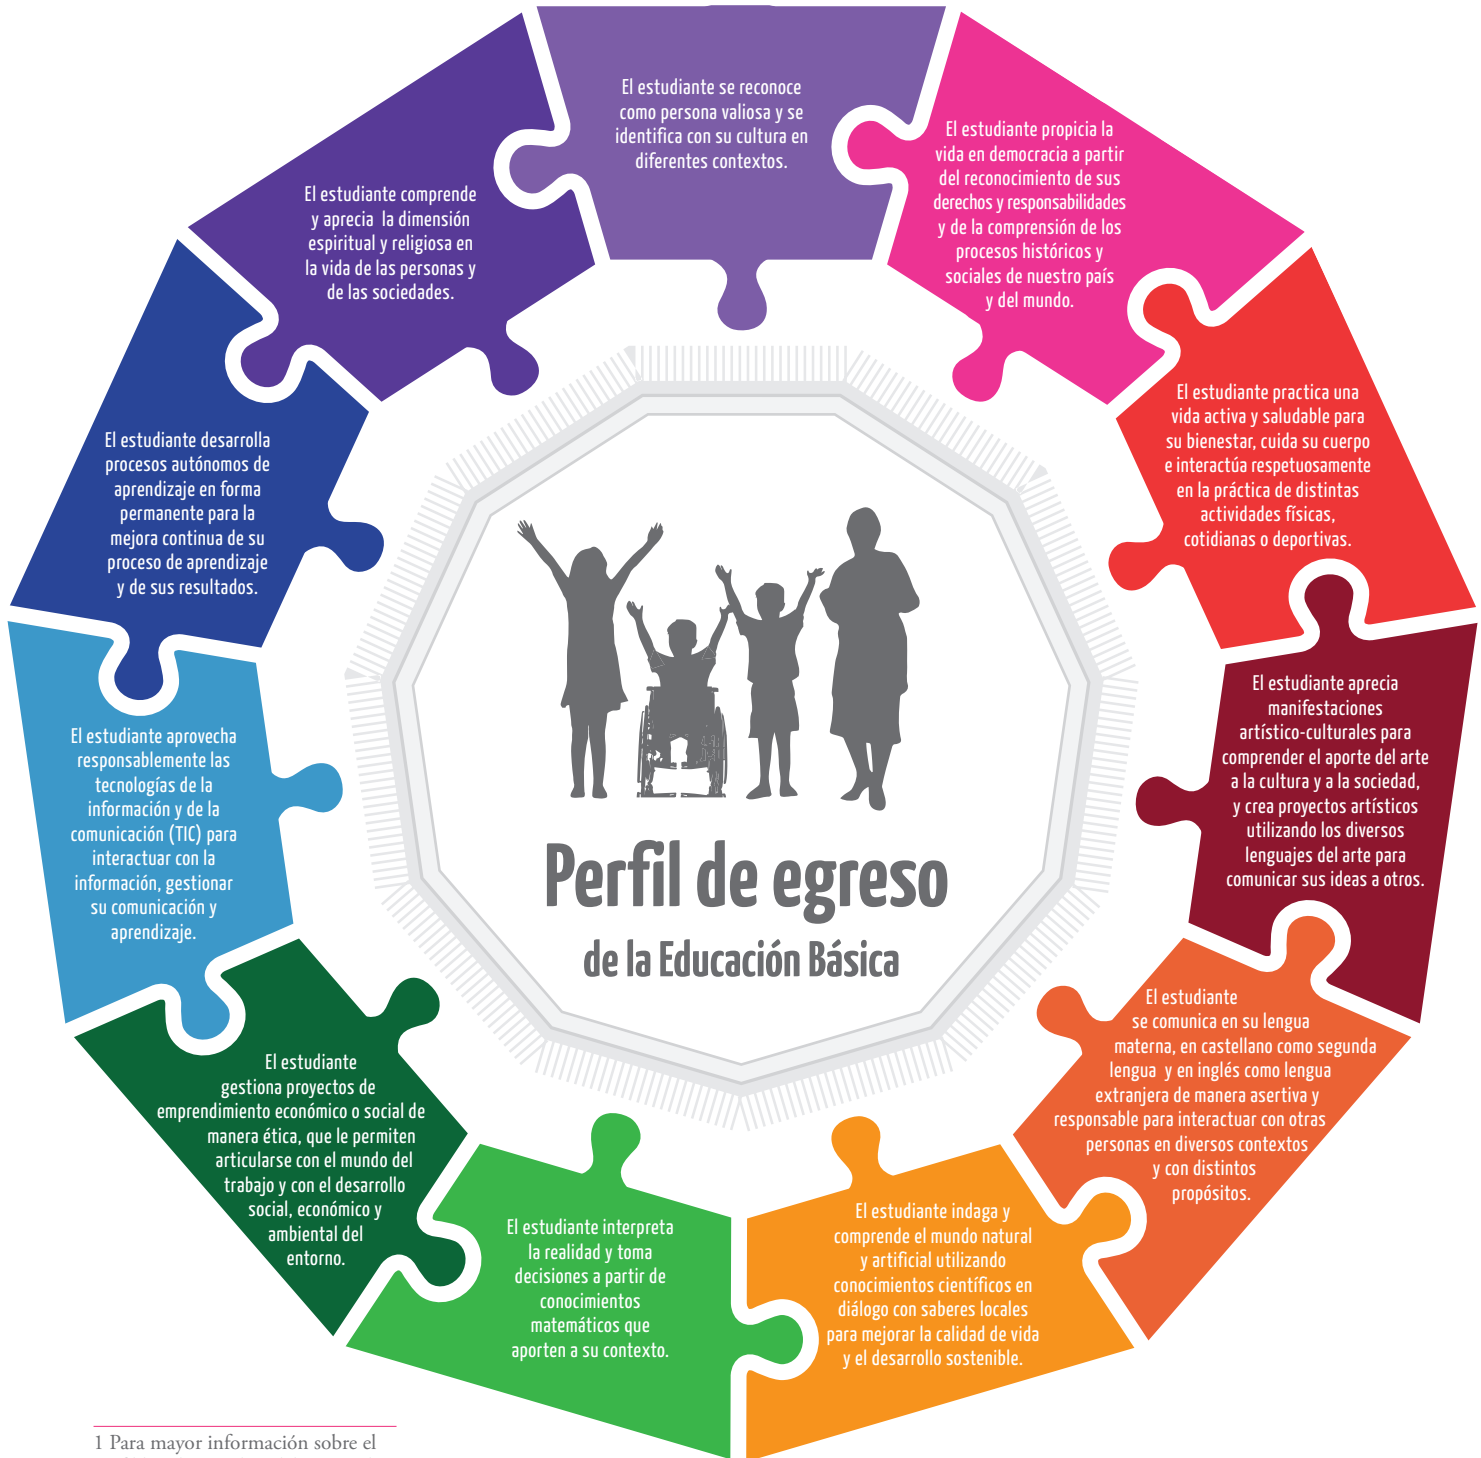 El estudiante se reconoce
como persona valiosa y se
identifica con su cultura en
diferentes contextos.
El estudiante propicia la
vida en democracia a partir
del reconocimiento de sus
derechos y responsabilidades
y de la comprensión de los
procesos históricos y
sociales de nuestro país
y del mundo.
El estudiante practica una
vida activa y saludable para
su bienestar, cuida su cuerpo
e interactúa respetuosamente
en la práctica de distintas
actividades físicas,
cotidianas o deportivas.
El estudiante aprecia
manifestaciones
artístico-culturales para
comprender el aporte del arte
a la cultura y a la sociedad,
y crea proyectos artísticos
utilizando los diversos
lenguajes del arte para
comunicar sus ideas a otros.
El estudiante
se comunica en su lengua
materna, en castellano como segunda
lengua y en inglés como lengua
extranjera de manera asertiva y
responsable para interactuar con otras
personas en diversos contextos
y con distintos
propósitos.
El estudiante indaga y
comprende el mundo natural
y artificial utilizando
conocimientos científicos en
diálogo con saberes locales
para mejorar la calidad de vida
y el desarrollo sostenible.
El estudiante interpreta
la realidad y toma
decisiones a partir de
conocimientos
matemáticos que
aporten a su contexto.
El estudiante
gestiona proyectos de
emprendimiento económico o social de
manera ética, que le permiten
articularse con el mundo del
trabajo y con el desarrollo
social, económico y
ambiental del
entorno.
El estudiante aprovecha
responsablemente las
tecnologías de la
información y de la
comunicación (TIC) para
interactuar con la
información, gestionar
su comunicación y
aprendizaje.
El estudiante desarrolla
procesos autónomos de
aprendizaje en forma
permanente para la
mejora continua de su
proceso de aprendizaje
y de sus resultados.
El estudiante comprende
y aprecia la dimensión
espiritual y religiosa en
la vida de las personas y
de las sociedades.
Perfil de egreso
de la Educación Básica
1 Para mayor información sobre el